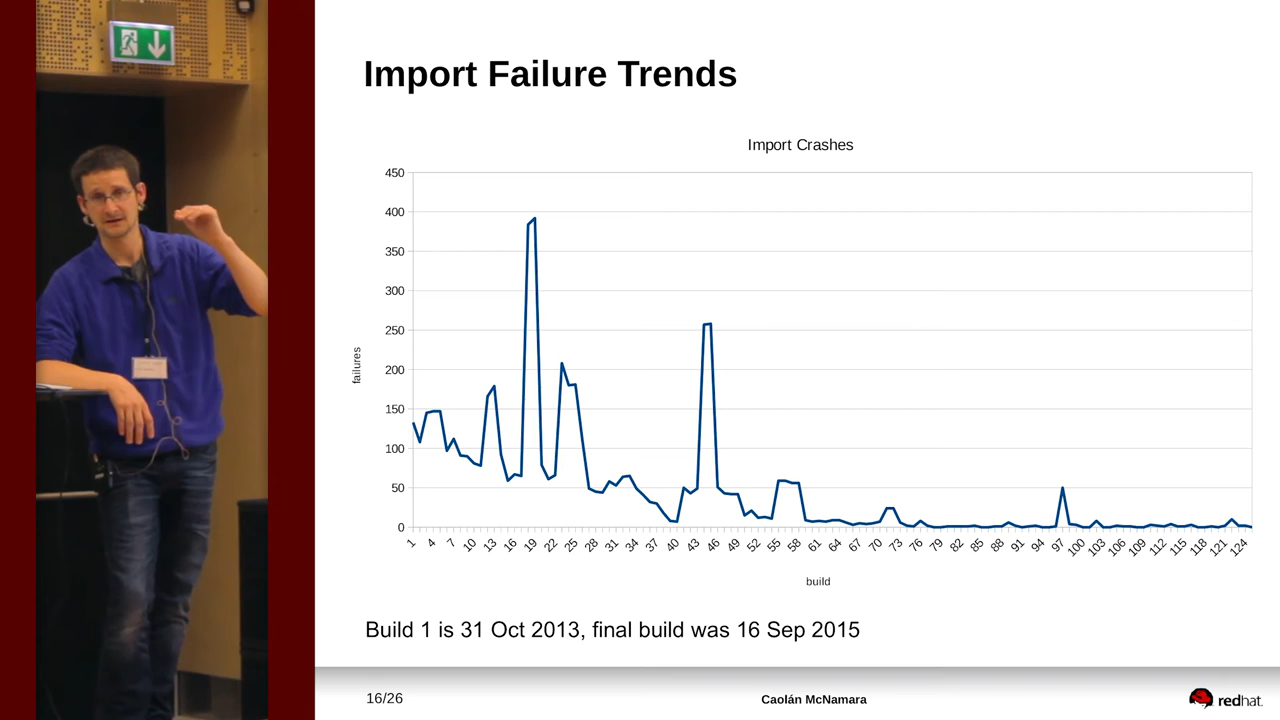 Import Failure Trends
Import Crashes
450
400
350
300
250
200
150
100
50
0
failures
1 4 7 10 13 16 19 22 25 28 31 34 37 40 43 46 49 52 55 58 61 64 67 70 73 76 79 82 85 88 91 94 97 100 103 106 109 112 115 118 121 124
build
Build 1 is 31 Oct 2013, final build was 16 Sep 2015
16/26
Caolán McNamara
redhat.